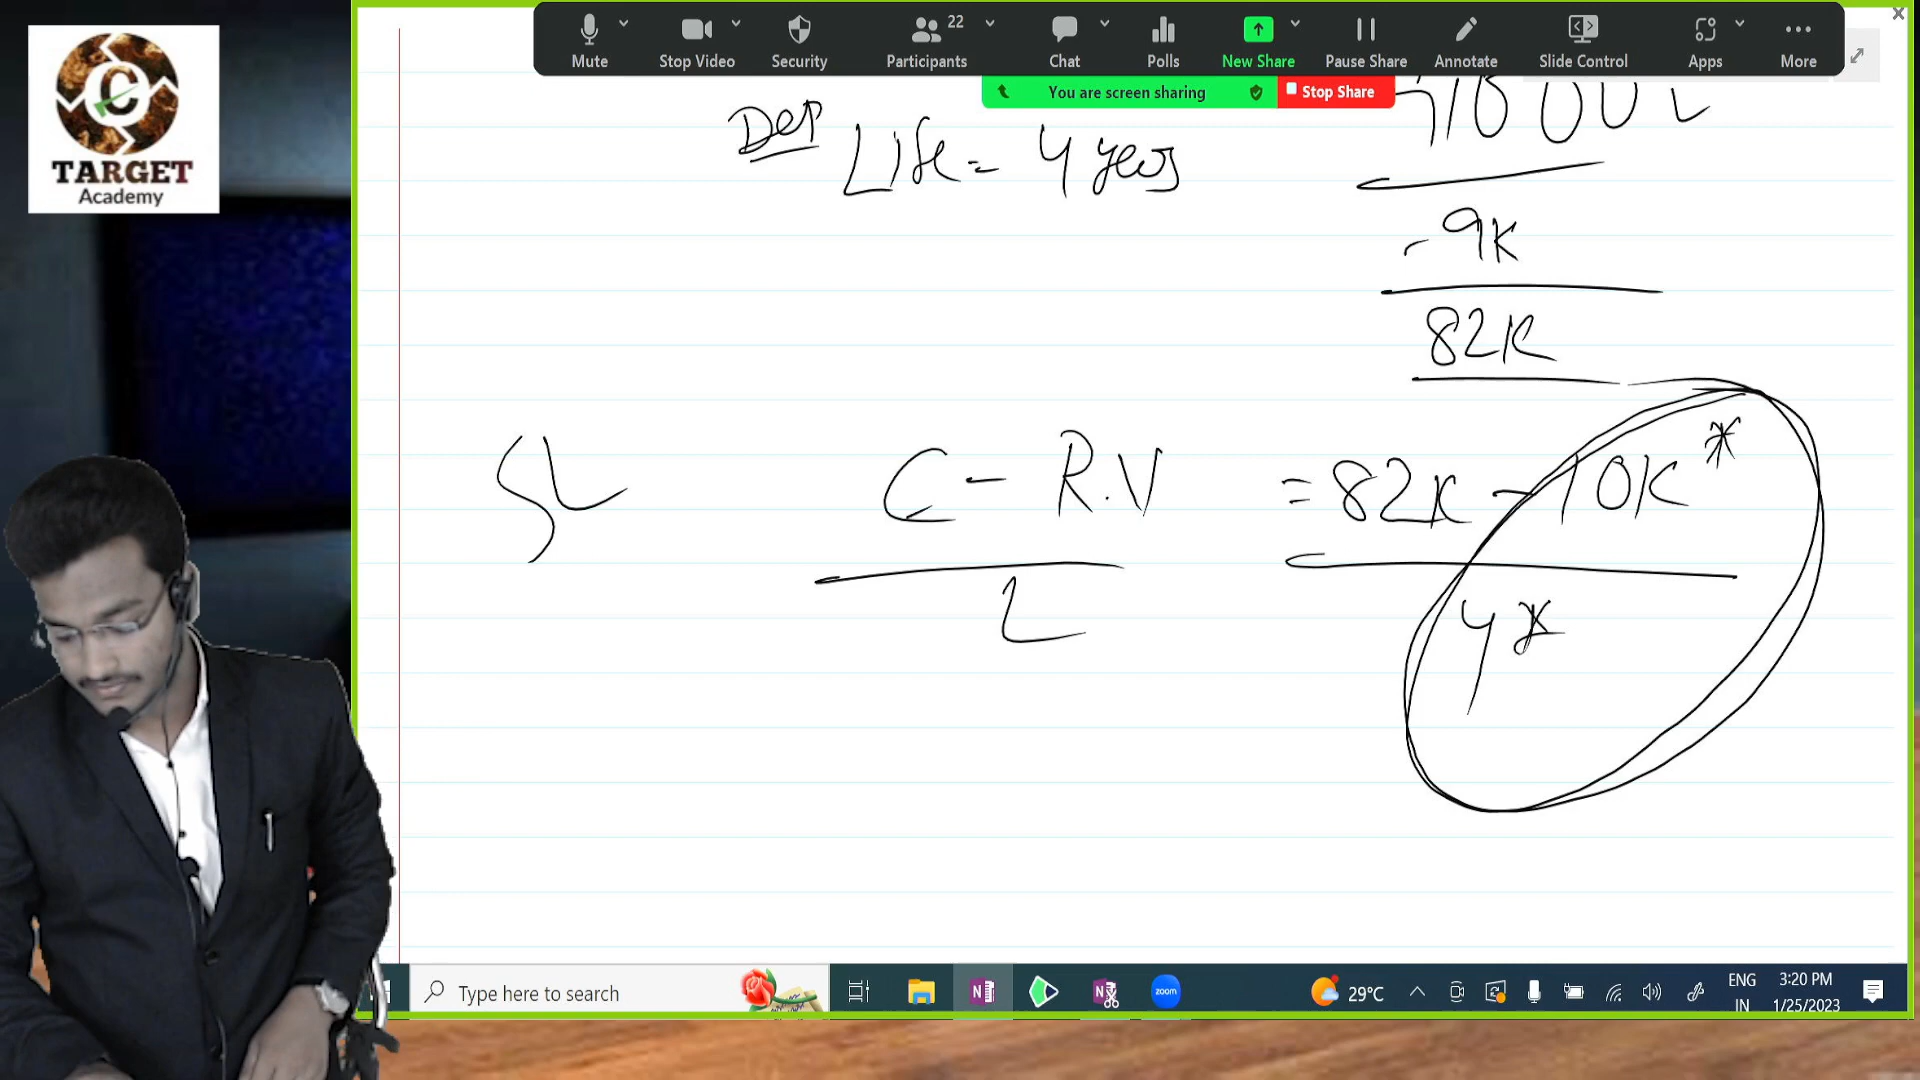 Mute
Stop Video
Security
Participants 22
Chat
Polls
New Share
Pause Share
Annotate
Slide Control
Apps
More
You are screen sharing
Stop Share
C
TARGET
Academy
Dep Life = 4 years
- 9K
82K
SL C - R.V = 82K - 10K *
L 4 *
Type here to search
zoom
29°C
ENG
IN
3:20 PM
1/25/2023